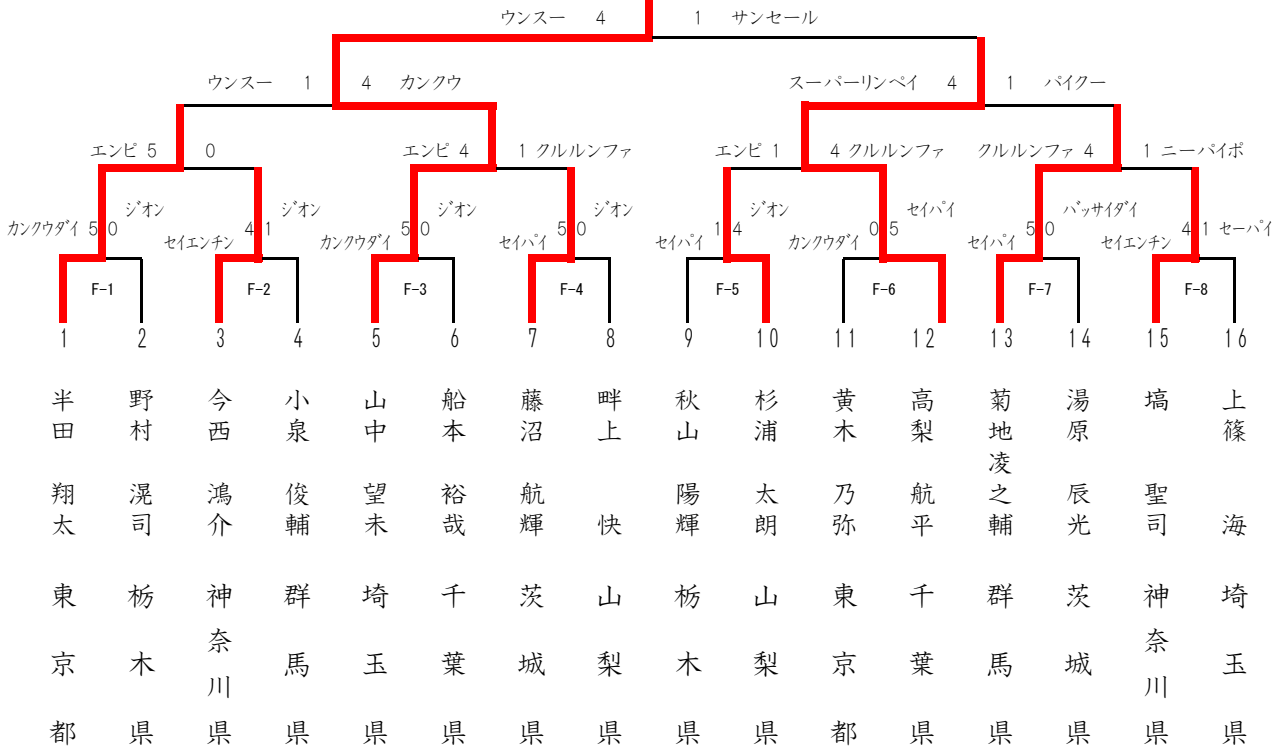 ウンスー 4 1 サンセール
ウンスー 1 4 カンクウ スーパーリンペイ 4 1 パイクー
エンピ 5 0 エンピ 4 1 クルルンファ エンピ 1 4 クルルンファ クルルンファ 4 1 ニーパイポ
ジオン ジオン ジオン ジオン ジオン セイパイ バッサイダイ
カンクウダイ 5 0 セイエンチン 4 1 カンクウダイ 5 0 セイパイ 5 0 セイパイ 1 4 カンクウダイ 0 5 セイパイ 5 0 セイエンチン 4 1 セーパイ
F-1 F-2 F-3 F-4 F-5 F-6 F-7 F-8
1 2 3 4 5 6 7 8 9 10 11 12 13 14 15 16
半田 翔太 東京都
野村 滉司 栃木県
今西 鴻介 神奈川県
小泉 俊輔 群馬県
山中 望未 埼玉県
船本 裕哉 千葉県
藤沼 航輝 茨城県
畔上 快 山梨県
秋山 陽輝 栃木県
杉浦 太朗 山梨県
黄木 乃弥 東京都
高梨 航平 千葉県
菊地 凌之輔 群馬県
湯原 辰光 茨城県
塙 聖司 神奈川県
上篠 海 埼玉県